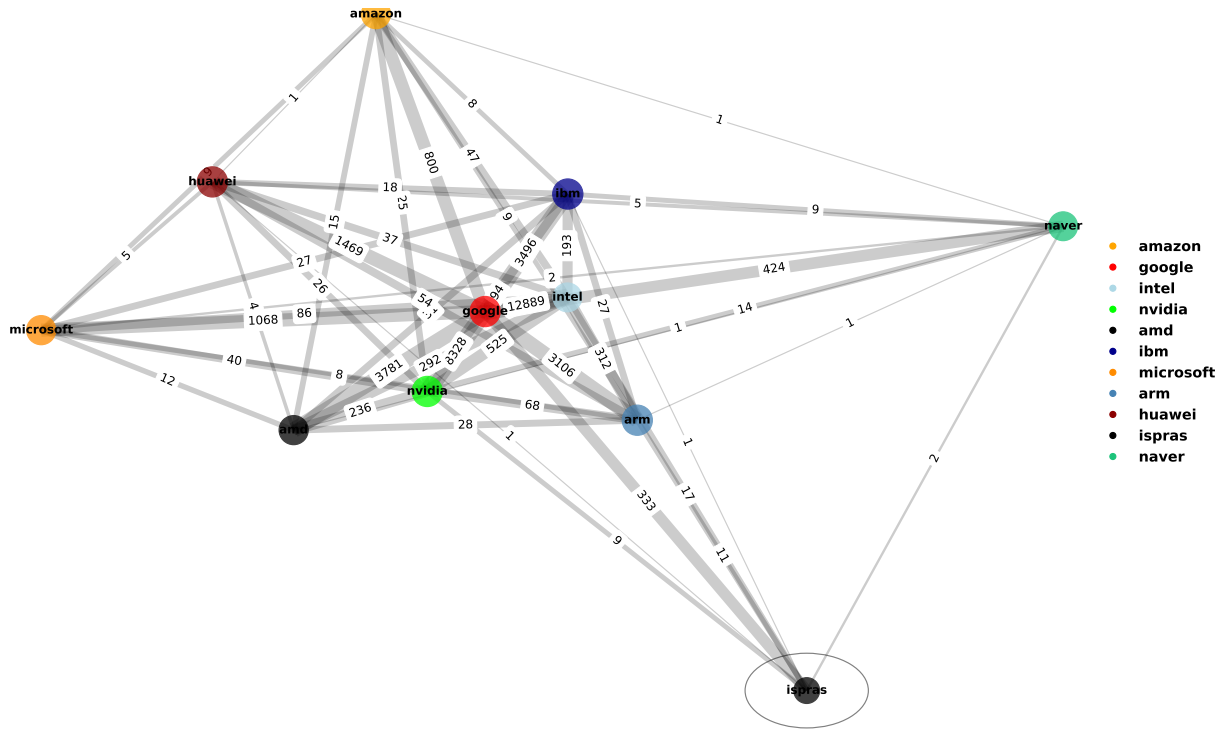 amazon
1
8
1
800
47
9
huawei
18
25
ibm
5
9
naver
15
9
1469
37
3496
193
5
27
424
26
2
54
94
12889
intel
27
4
1068
86
google
14
1
1
microsoft
8328
525
312
3106
40
8
3781
292
12
nvidia
236
68
arm
amd
28
1
1
2
333
17
9
11
ispras
amazon
google
intel
nvidia
amd
ibm
microsoft
arm
huawei
ispras
naver